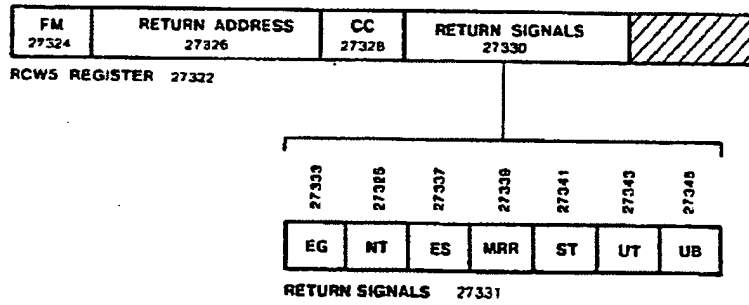 FM RETURN ADDRESS CC RETURN SIGNALS
27324 27326 27328 27330
RCWS REGISTER 27322
27333 27335 27337 27339 27341 27343 27345
EG NT ES MRR ST UT UB
RETURN SIGNALS 27331